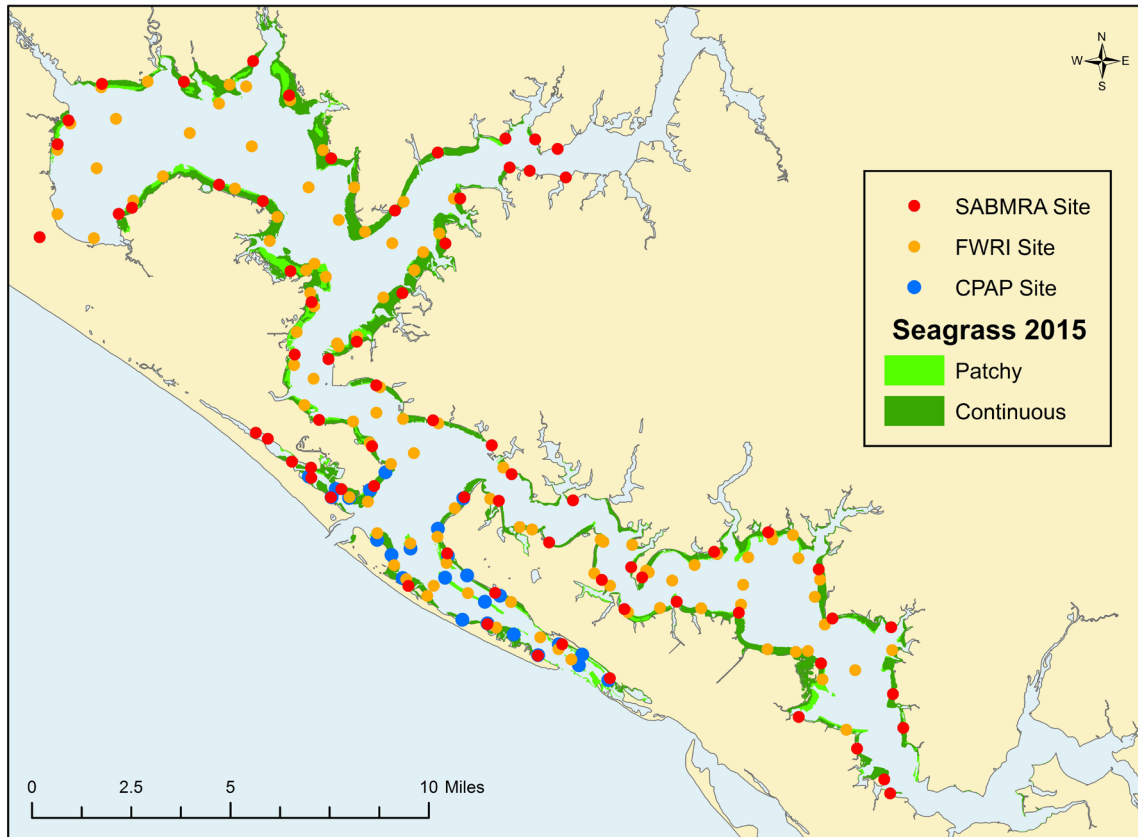 N
W E
S
SABMRA Site
FWRI Site
CPAP Site
Seagrass 2015
Patchy
Continuous
0 2.5 5 10 Miles